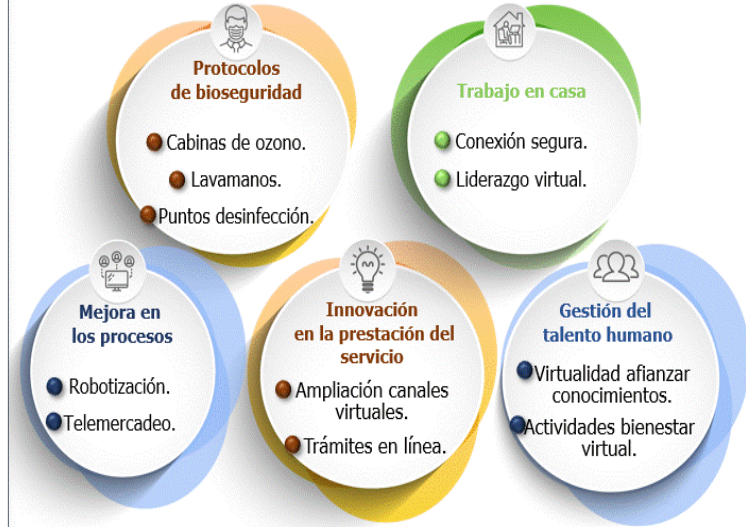 Protocolos
de bioseguridad
Cabinas de ozono.
Lavamanos.
Puntos desinfección.
Trabajo en casa
Conexión segura.
Liderazgo virtual.
Mejora en
los procesos
Robotización.
Telemercadeo.
Innovación
en la prestación del
servicio
Ampliación canales
virtuales.
Trámites en línea.
Gestión del
talento humano
Virtualidad afianzar
conocimientos.
Actividades bienestar
virtual.